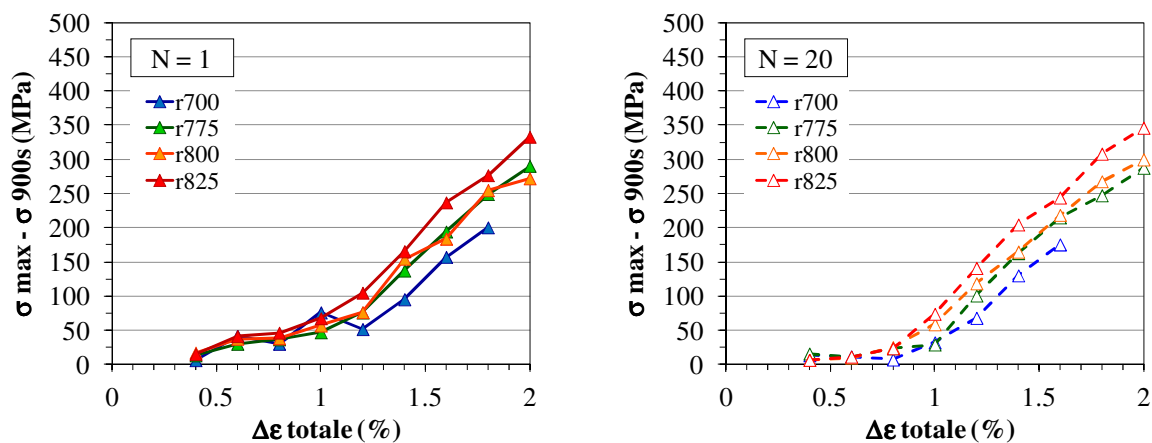 σ max - σ 900s (MPa)
500
450
400
350
300
250
200
150
100
50
0
N = 1
r700
r775
r800
r825
0 0.5 1 1.5 2
Δε totale (%)
σ max - σ 900s (MPa)
500
450
400
350
300
250
200
150
100
50
0
N = 20
r700
r775
r800
r825
0 0.5 1 1.5 2
Δε totale (%)